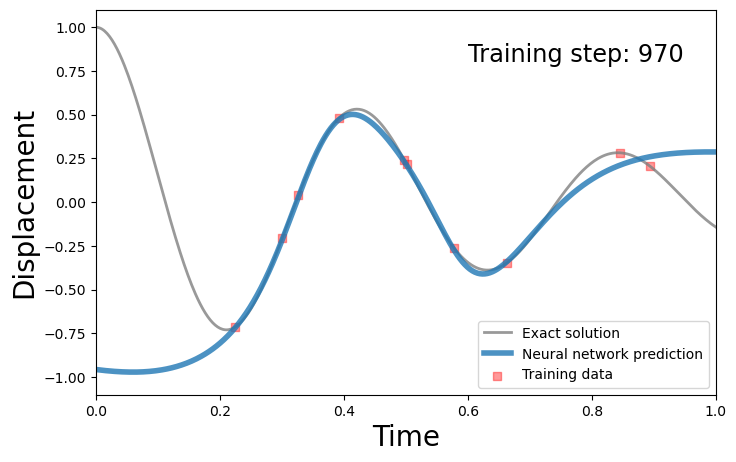 1.00
0.75
0.50
0.25
0.00
−0.25
−0.50
−0.75
−1.00
Displacement
Training step: 970
Exact solution
Neural network prediction
Training data
0.0 0.2 0.4 0.6 0.8 1.0
Time